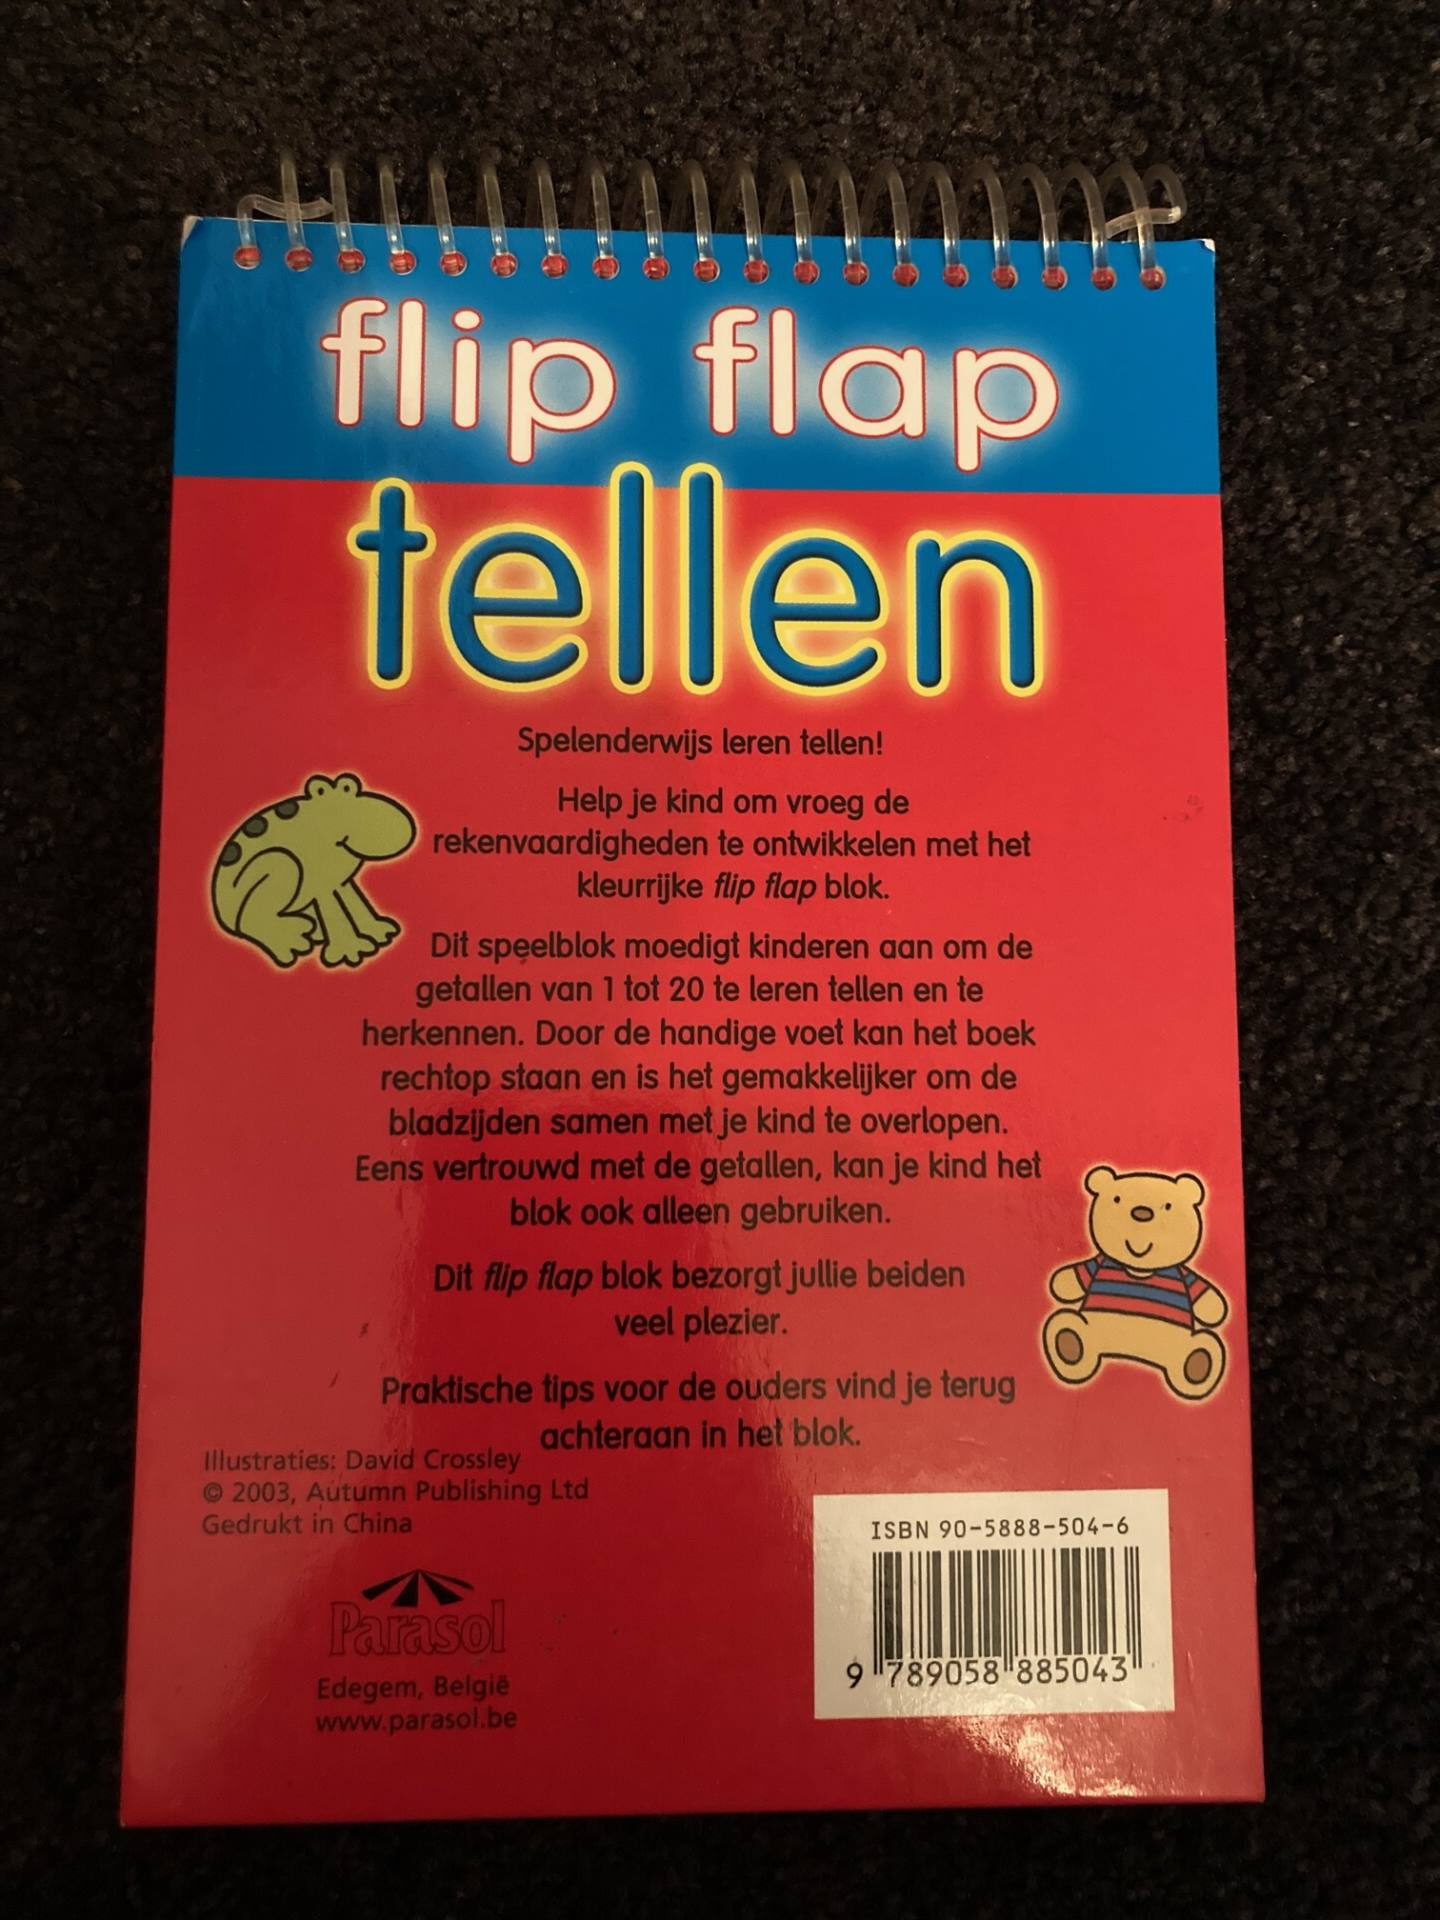 flip flap
tellen
Spelenderwijs leren tellen!
Help je kind om vroeg de
rekenvaardigheden te ontwikkelen met het
kleurrijke flip flap blok.
Dit speelblok moedigt kinderen aan om de
getallen van 1 tot 20 te leren tellen en te
herkennen. Door de handige voet kan het boek
rechtop staan en is het gemakkelijker om de
bladzijden samen met je kind te overlopen.
Eens vertrouwd met de getallen, kan je kind het
blok ook alleen gebruiken.
Dit flip flap blok bezorgt jullie beiden
veel plezier.
Praktische tips voor de ouders vind je terug
achteraan in het blok.
Illustraties: David Crossley
© 2003, Autumn Publishing Ltd
Gedrukt in China
Parasol
Edegem, België
www.parasol.be
ISBN 90-5888-504-6
9 789058 885043